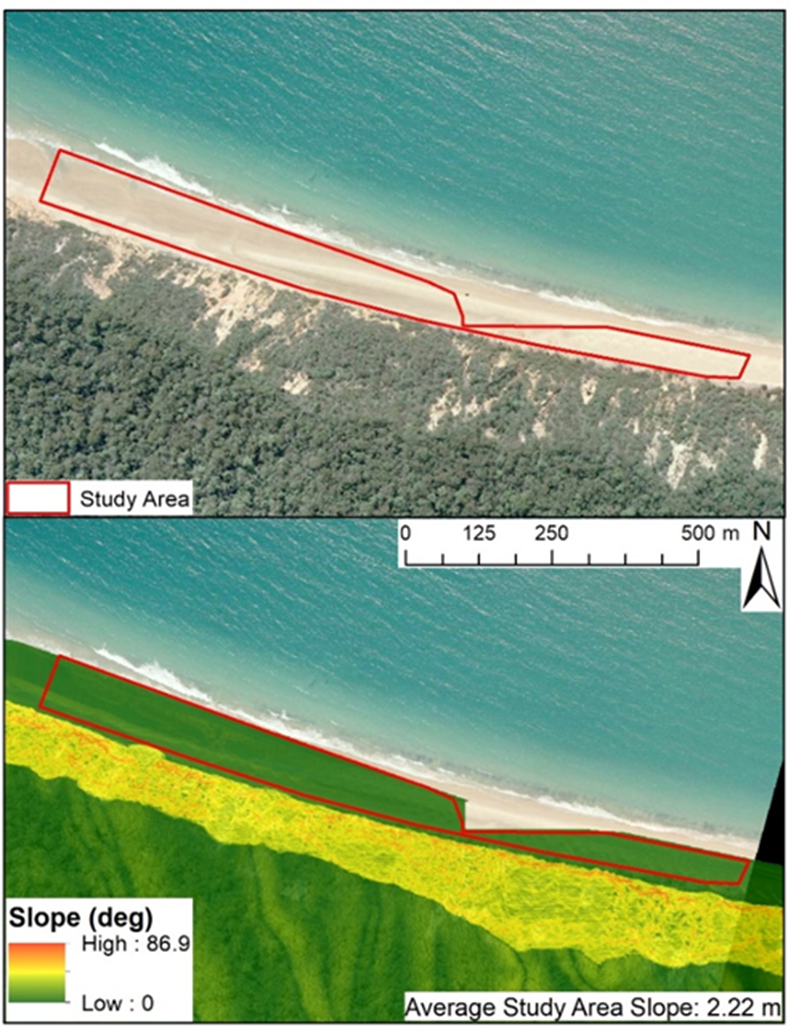 Study Area
0 125 250 500 m N
Slope (deg)
High : 86.9
Low : 0
Average Study Area Slope: 2.22 m